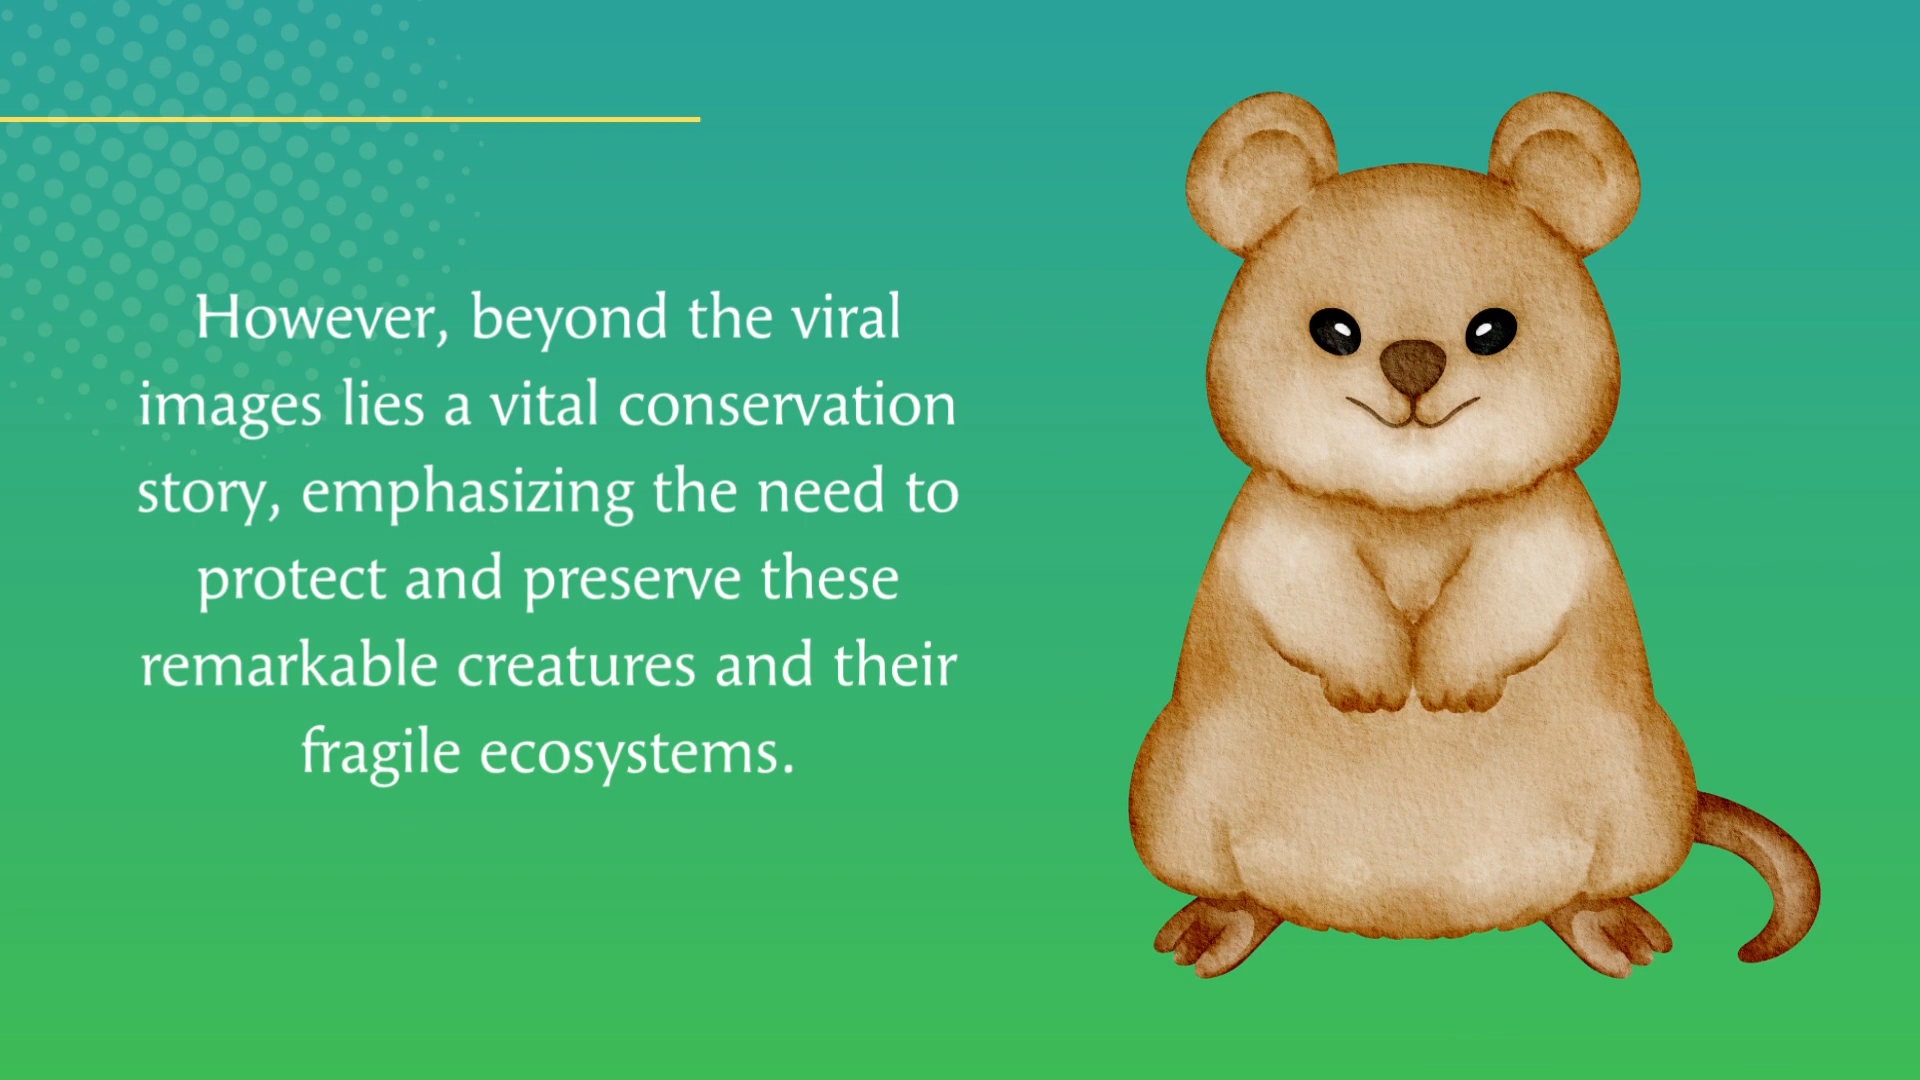 However, beyond the viral
images lies a vital conservation
story, emphasizing the need to
protect and preserve these
remarkable creatures and their
fragile ecosystems.